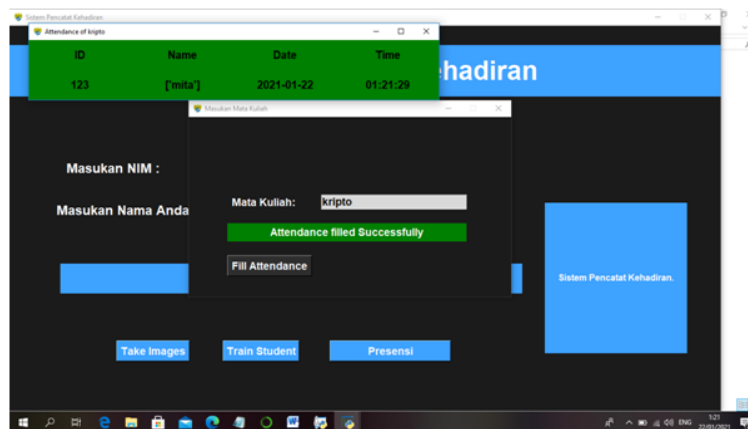 Sistem Pencatat Kehadiran
Attendance of kripto
ID Name Date Time
123 ['mita'] 2021-01-22 01:21:29
hadiran
Masukan Mata Kuliah
Masukan NIM :
Masukan Nama Anda
Mata Kuliah: kripto
Attendance filled Successfully
Fill Attendance
Sistem Pencatat Kehadiran.
Take Images Train Student Presensi
ENG
1:21
22/01/2021